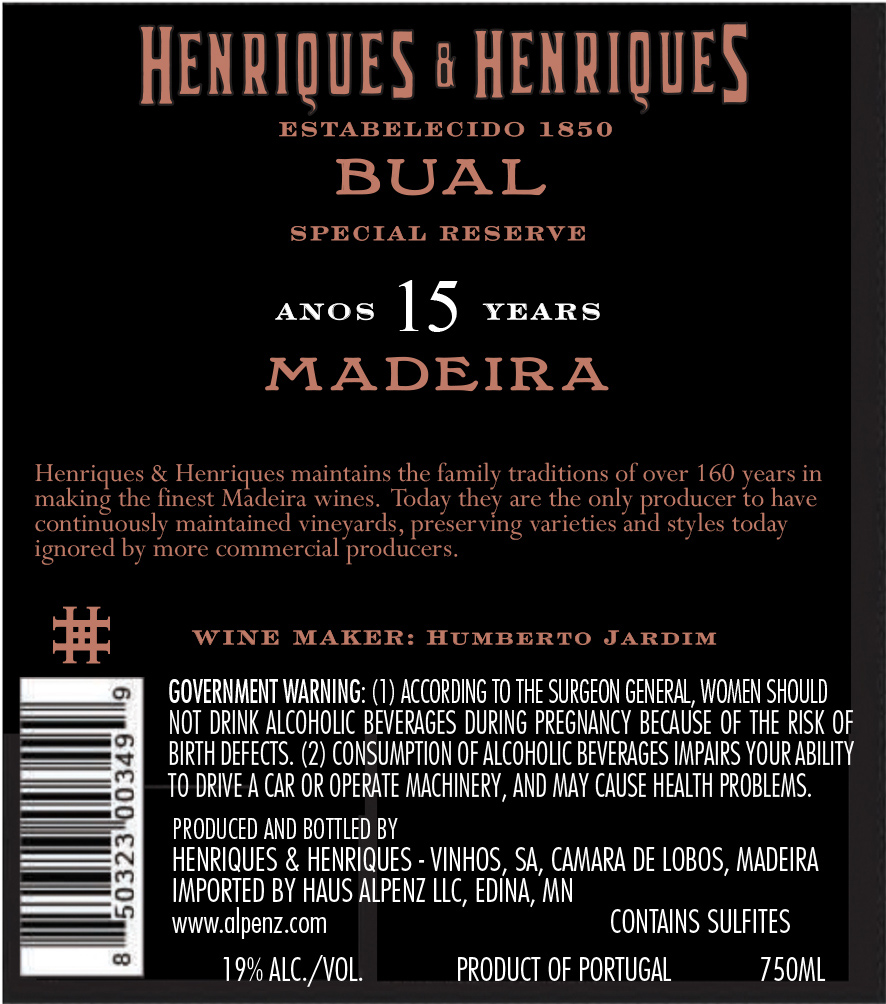 HENRIQUES & HENRIQUES
ESTABELECIDO 1850
BUAL
SPECIAL RESERVE
ANOS 15 YEARS
MADEIRA
Henriques & Henriques maintains the family traditions of over 160 years in
making the finest Madeira wines. Today they are the only producer to have
continuously maintained vineyards, preserving varieties and styles today
ignored by more commercial producers.
WINE MAKER: HUMBERTO JARDIM
GOVERNMENT WARNING: (1) ACCORDING TO THE SURGEON GENERAL, WOMEN SHOULD
NOT DRINK ALCOHOLIC BEVERAGES DURING PREGNANCY BECAUSE OF THE RISK OF
BIRTH DEFECTS. (2) CONSUMPTION OF ALCOHOLIC BEVERAGES IMPAIRS YOUR ABILITY
TO DRIVE A CAR OR OPERATE MACHINERY, AND MAY CAUSE HEALTH PROBLEMS.
8 50323 00349 9
PRODUCED AND BOTTLED BY
HENRIQUES & HENRIQUES - VINHOS, SA, CAMARA DE LOBOS, MADEIRA
IMPORTED BY HAUS ALPENZ LLC, EDINA, MN
www.alpenz.com CONTAINS SULFITES
19% ALC./VOL. PRODUCT OF PORTUGAL 750ML